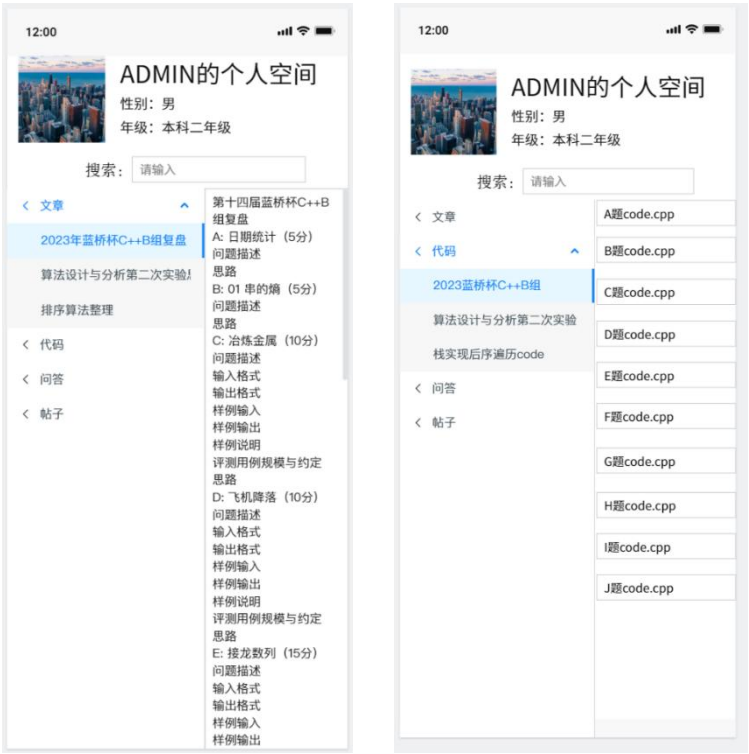 12:00
ADMIN的个人空间
性别：男
年级：本科二年级
搜索：
请输入
文章
2023年蓝桥杯C++B组复盘
算法设计与分析第二次实验
排序算法整理
代码
问答
帖子
第十四届蓝桥杯C++B
组复盘
A: 日期统计（5分）
问题描述
思路
B: 01 串的熵（5分）
问题描述
思路
C: 冶炼金属（10分）
问题描述
输入格式
输出格式
样例输入
样例输出
样例说明
评测用例规模与约定
思路
D: 飞机降落（10分）
问题描述
输入格式
输出格式
样例输入
样例输出
样例说明
评测用例规模与约定
思路
E: 接龙数列（15分）
问题描述
输入格式
输出格式
样例输入
样例输出
12:00
ADMIN的个人空间
性别：男
年级：本科二年级
搜索：
请输入
文章
代码
2023蓝桥杯C++B组
算法设计与分析第二次实验
栈实现后序遍历code
问答
帖子
A题code.cpp
B题code.cpp
C题code.cpp
D题code.cpp
E题code.cpp
F题code.cpp
G题code.cpp
H题code.cpp
I题code.cpp
J题code.cpp